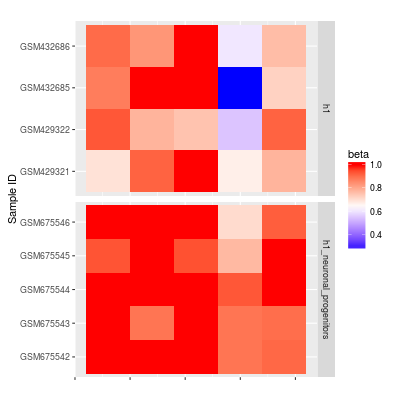 GSM432686
GSM432685
GSM429322
GSM429321
h1
Sample ID
GSM675546
GSM675545
GSM675544
GSM675543
GSM675542
h1_neuronal_progenitors
beta
1.0
0.8
0.6
0.4